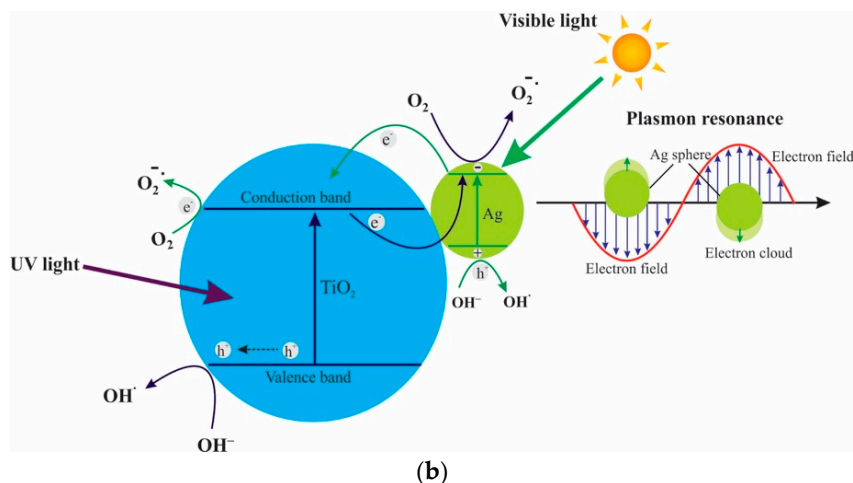 Visible light
O₂
O₂⁻·
Plasmon resonance
e⁻
−
Ag sphere
Electron field
O₂⁻·
e⁻
O₂
Conduction band
e⁻
Ag
Electron cloud
+
h⁺
Electron field
UV light
TiO₂
OH⁻
OH·
h⁺
h⁺
Valence band
OH·
OH⁻
(b)